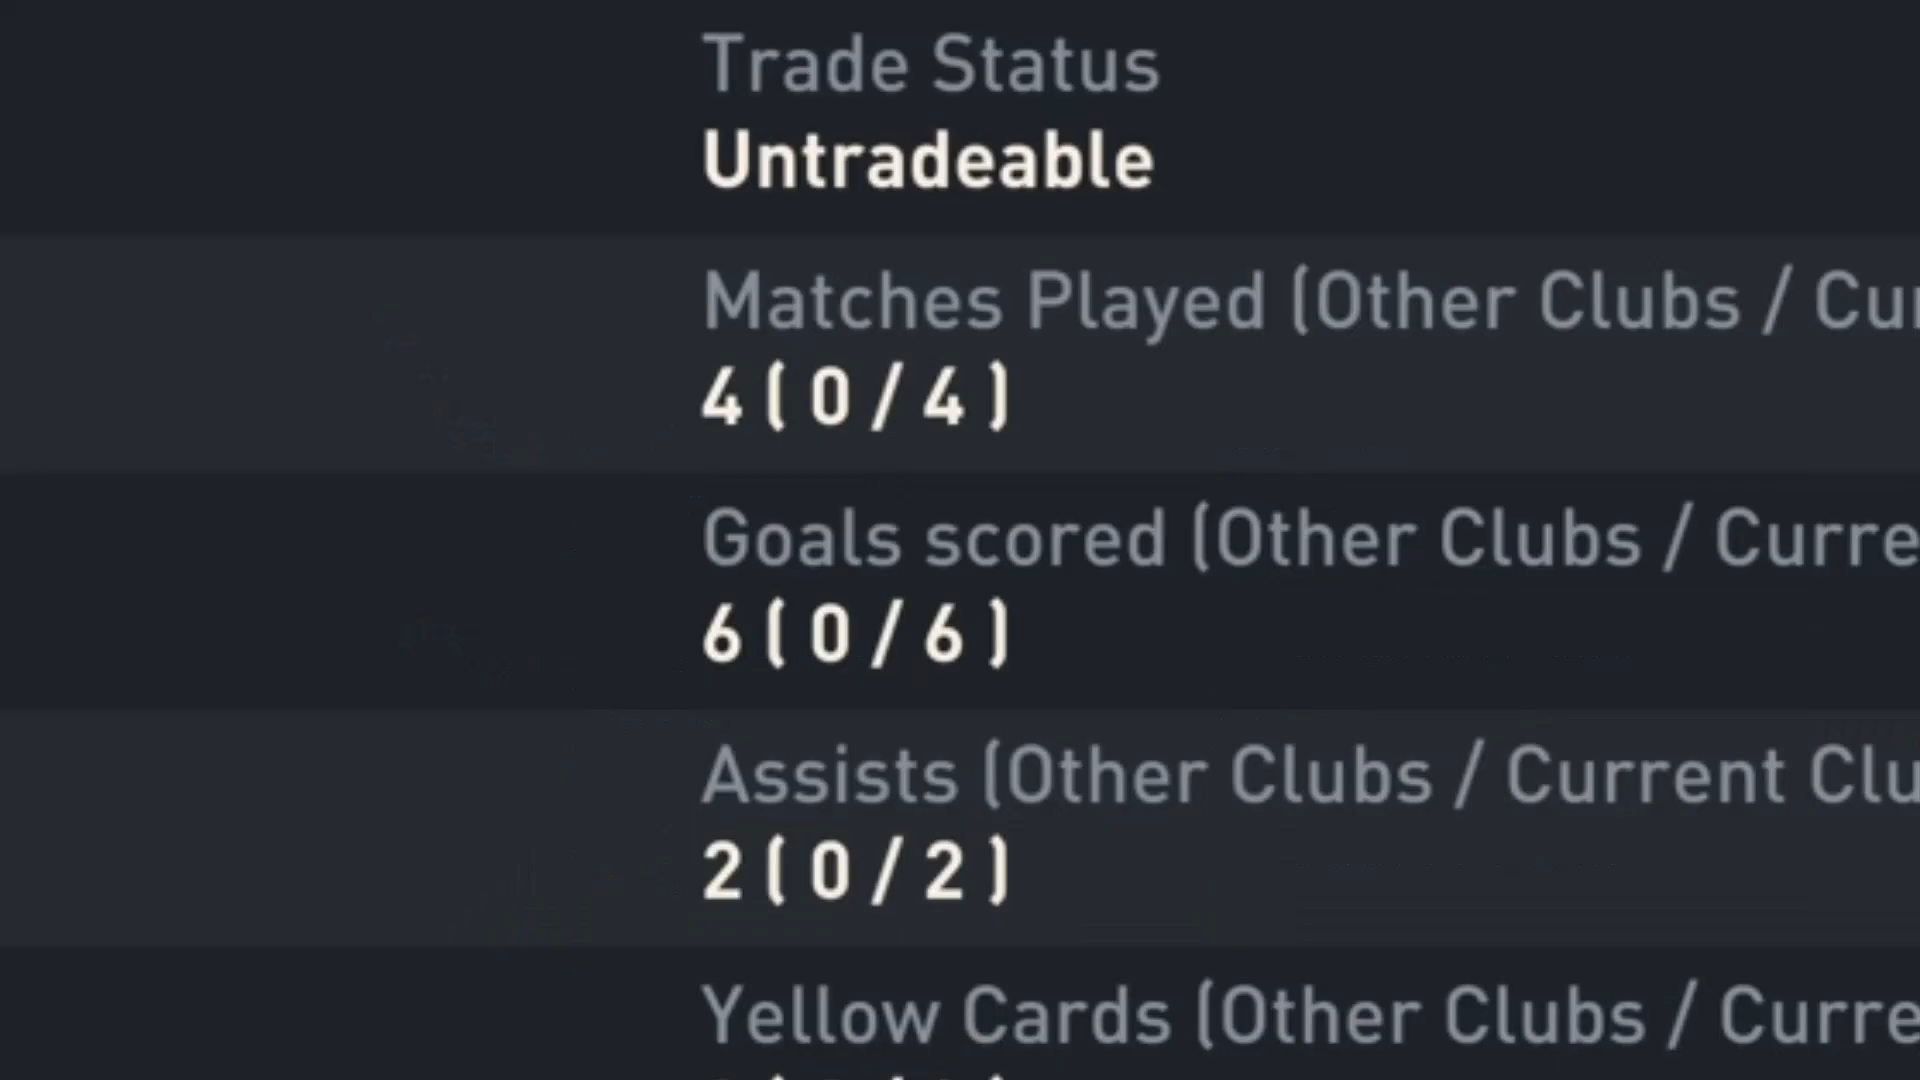 Trade Status
Untradeable
Matches Played (Other Clubs / Cur
4 ( 0 / 4 )
Goals scored (Other Clubs / Curre
6 ( 0 / 6 )
Assists (Other Clubs / Current Clu
2 ( 0 / 2 )
Yellow Cards (Other Clubs / Curre